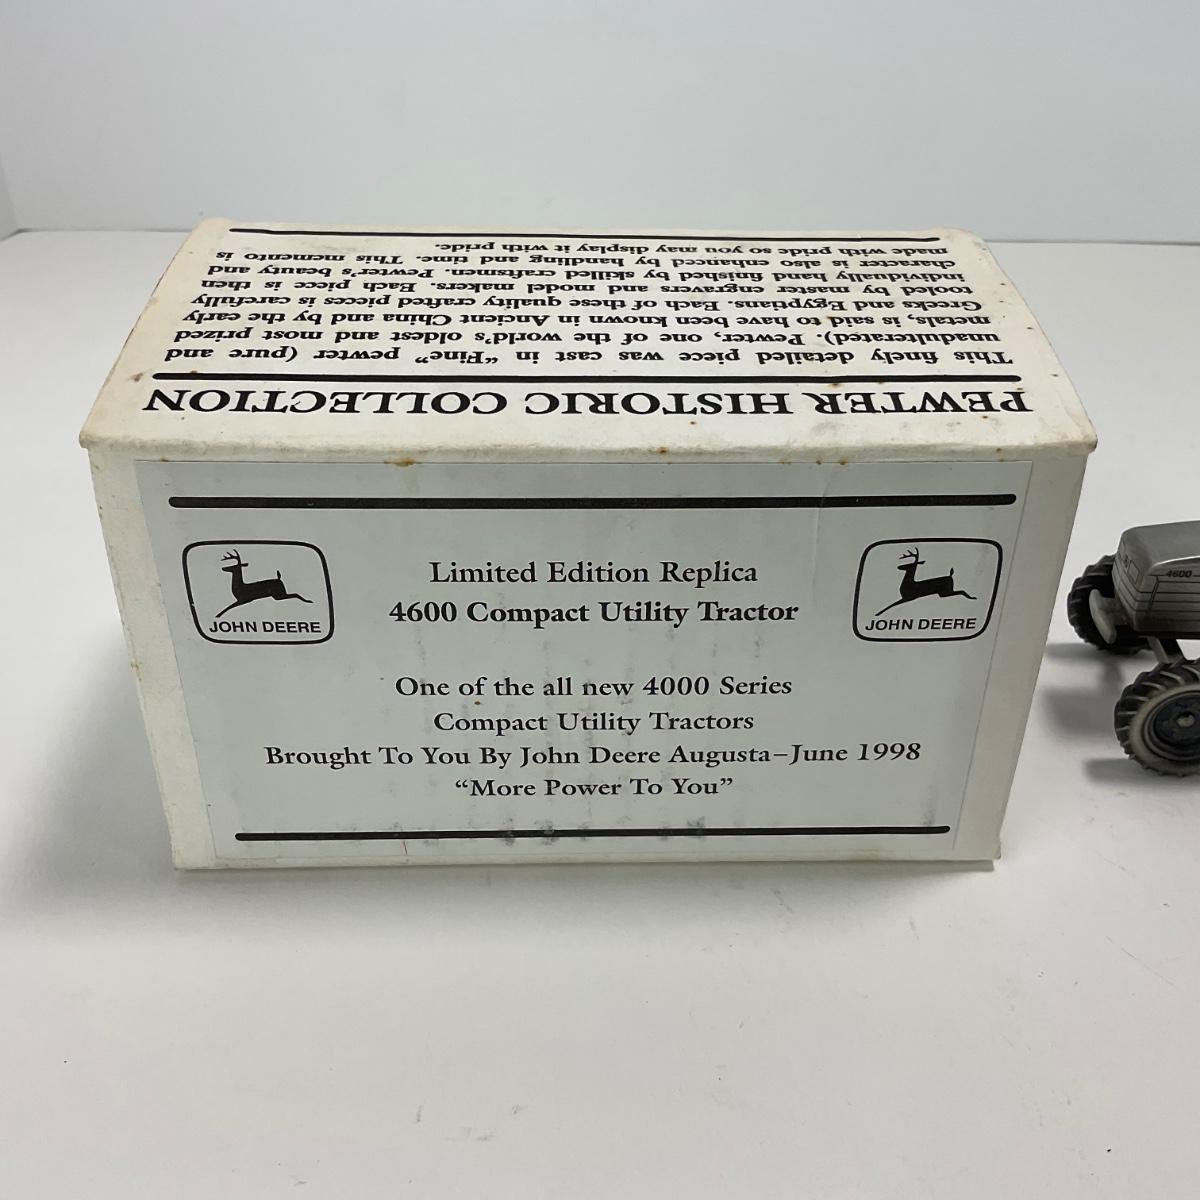 PEWTER HISTORIC COLLECTION
This finely detailed piece was cast in "Fine" pewter (pure and
unadulterated). Pewter, one of the world's oldest and most prized
metals, is said to have been known in Ancient China and by the early
Greeks and Egyptians. Each of these quality crafted pieces is carefully
tooled by master engravers and model makers. Each piece is then
individually hand finished by skilled craftsmen. Pewter's beauty and
character is also enhanced by handling and time. This memento is
made with pride so you may display it with pride.
JOHN DEERE
Limited Edition Replica
4600 Compact Utility Tractor
JOHN DEERE
One of the all new 4000 Series
Compact Utility Tractors
Brought To You By John Deere Augusta–June 1998
“More Power To You”
4600